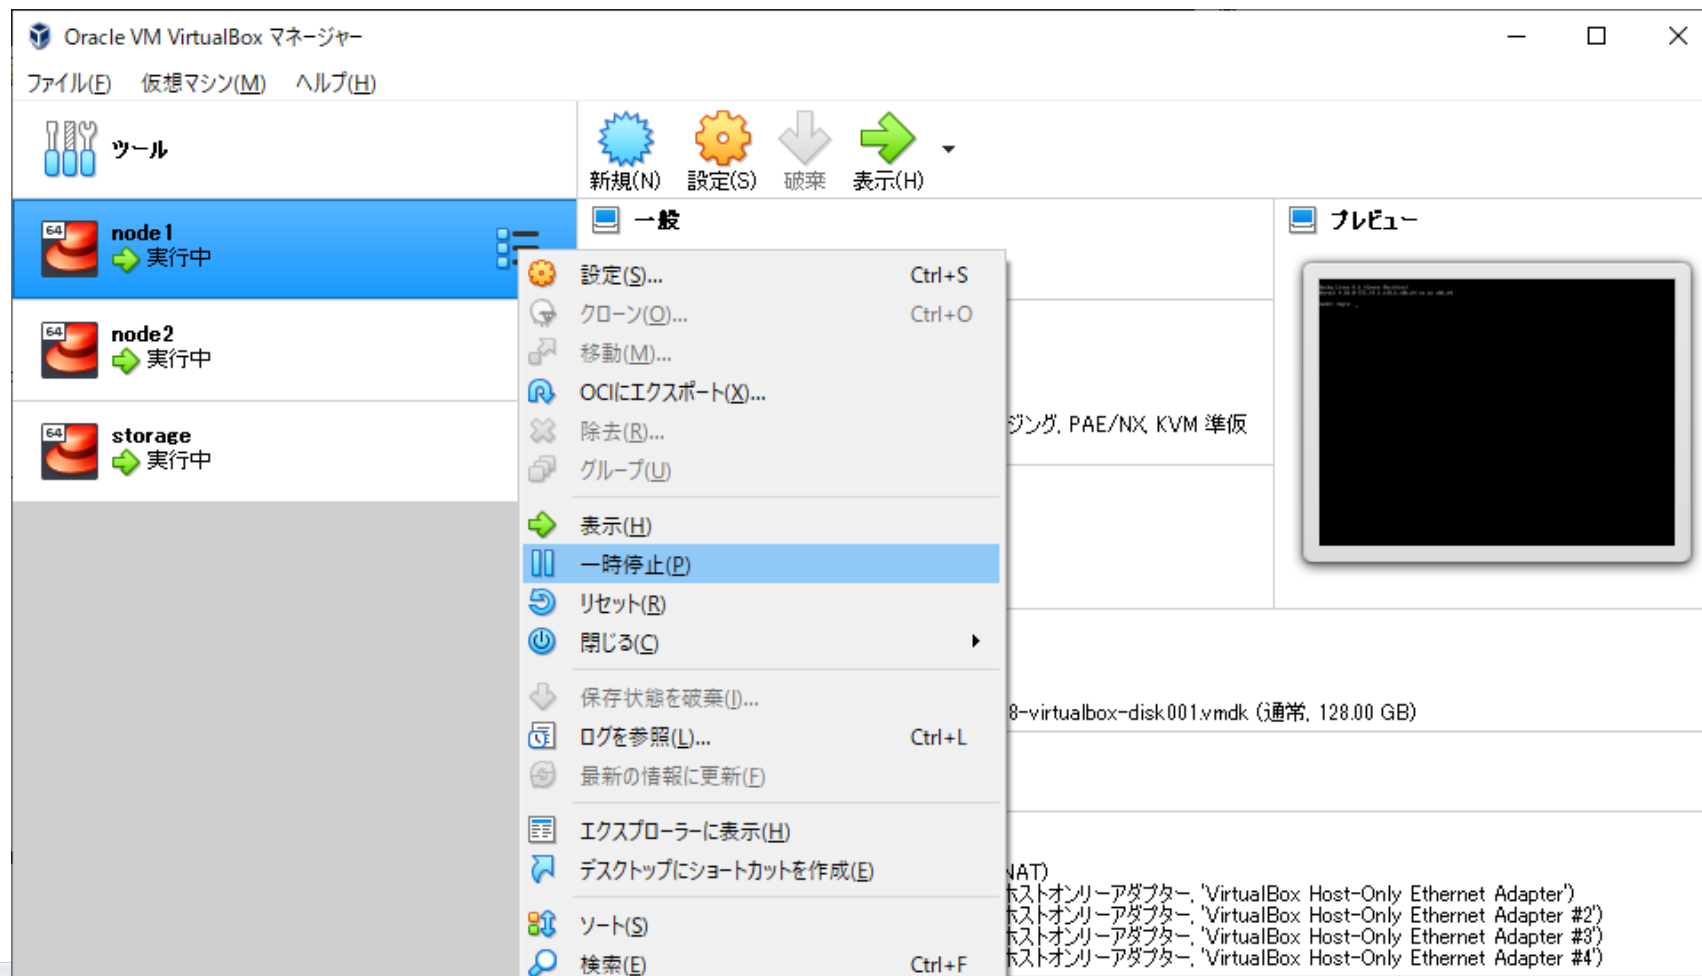 Oracle VM VirtualBox マネージャー
ファイル(F) 仮想マシン(M) ヘルプ(H)
ツール
新規(N) 設定(S) 破棄 表示(H)
node1
実行中
node2
実行中
storage
実行中
一般
プレビュー
設定(S)... Ctrl+S
クローン(O)... Ctrl+O
移動(M)...
OCIにエクスポート(X)...
除去(R)...
グループ(U)
表示(H)
一時停止(P)
リセット(R)
閉じる(C)
保存状態を破棄(I)...
ログを参照(L)... Ctrl+L
最新の情報に更新(F)
エクスプローラーに表示(H)
デスクトップにショートカットを作成(E)
ソート(S)
検索(E) Ctrl+F
ジング, PAE/NX, KVM 準仮
8-virtualbox-disk001.vmdk (通常, 128.00 GB)
NAT)
ホストオンリーアダプター, 'VirtualBox Host-Only Ethernet Adapter')
ホストオンリーアダプター, 'VirtualBox Host-Only Ethernet Adapter #2')
ホストオンリーアダプター, 'VirtualBox Host-Only Ethernet Adapter #3')
ホストオンリーアダプター, 'VirtualBox Host-Only Ethernet Adapter #4')